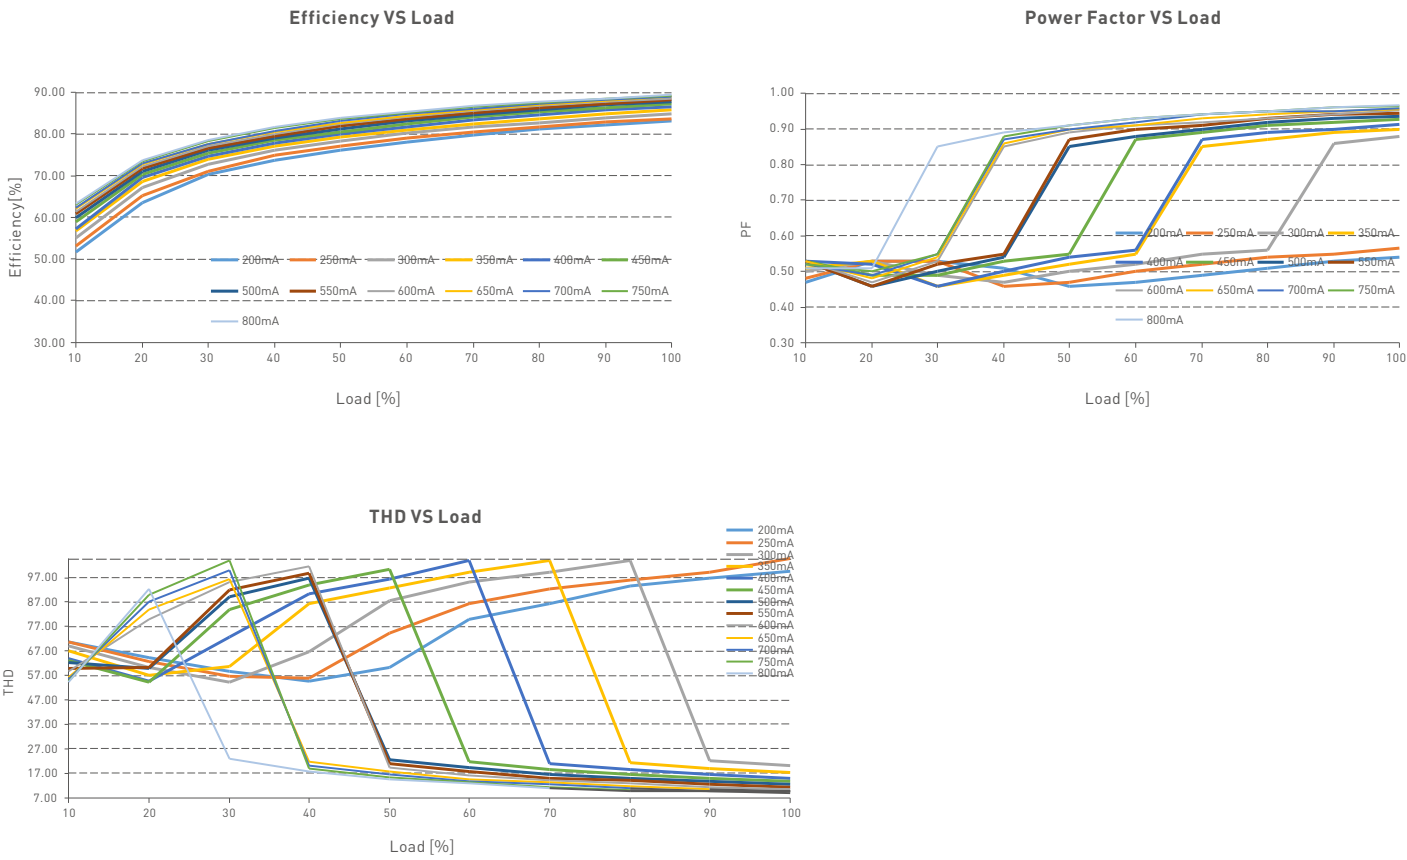 Efficiency VS Load
90.00
80.00
70.00
60.00
50.00
40.00
30.00
Efficiency[%]
200mA 250mA 300mA 350mA 400mA 450mA
500mA 550mA 600mA 650mA 700mA 750mA
800mA
10 20 30 40 50 60 70 80 90 100
Load [%]
Power Factor VS Load
1.00
0.90
0.80
0.70
0.60
0.50
0.40
0.30
PF
200mA 250mA 300mA 350mA
400mA 450mA 500mA 550mA
600mA 650mA 700mA 750mA
800mA
10 20 30 40 50 60 70 80 90 100
Load [%]
THD VS Load
97.00
87.00
77.00
67.00
57.00
47.00
37.00
27.00
17.00
7.00
THD
200mA
250mA
300mA
350mA
400mA
450mA
500mA
550mA
600mA
650mA
700mA
750mA
800mA
10 20 30 40 50 60 70 80 90 100
Load [%]